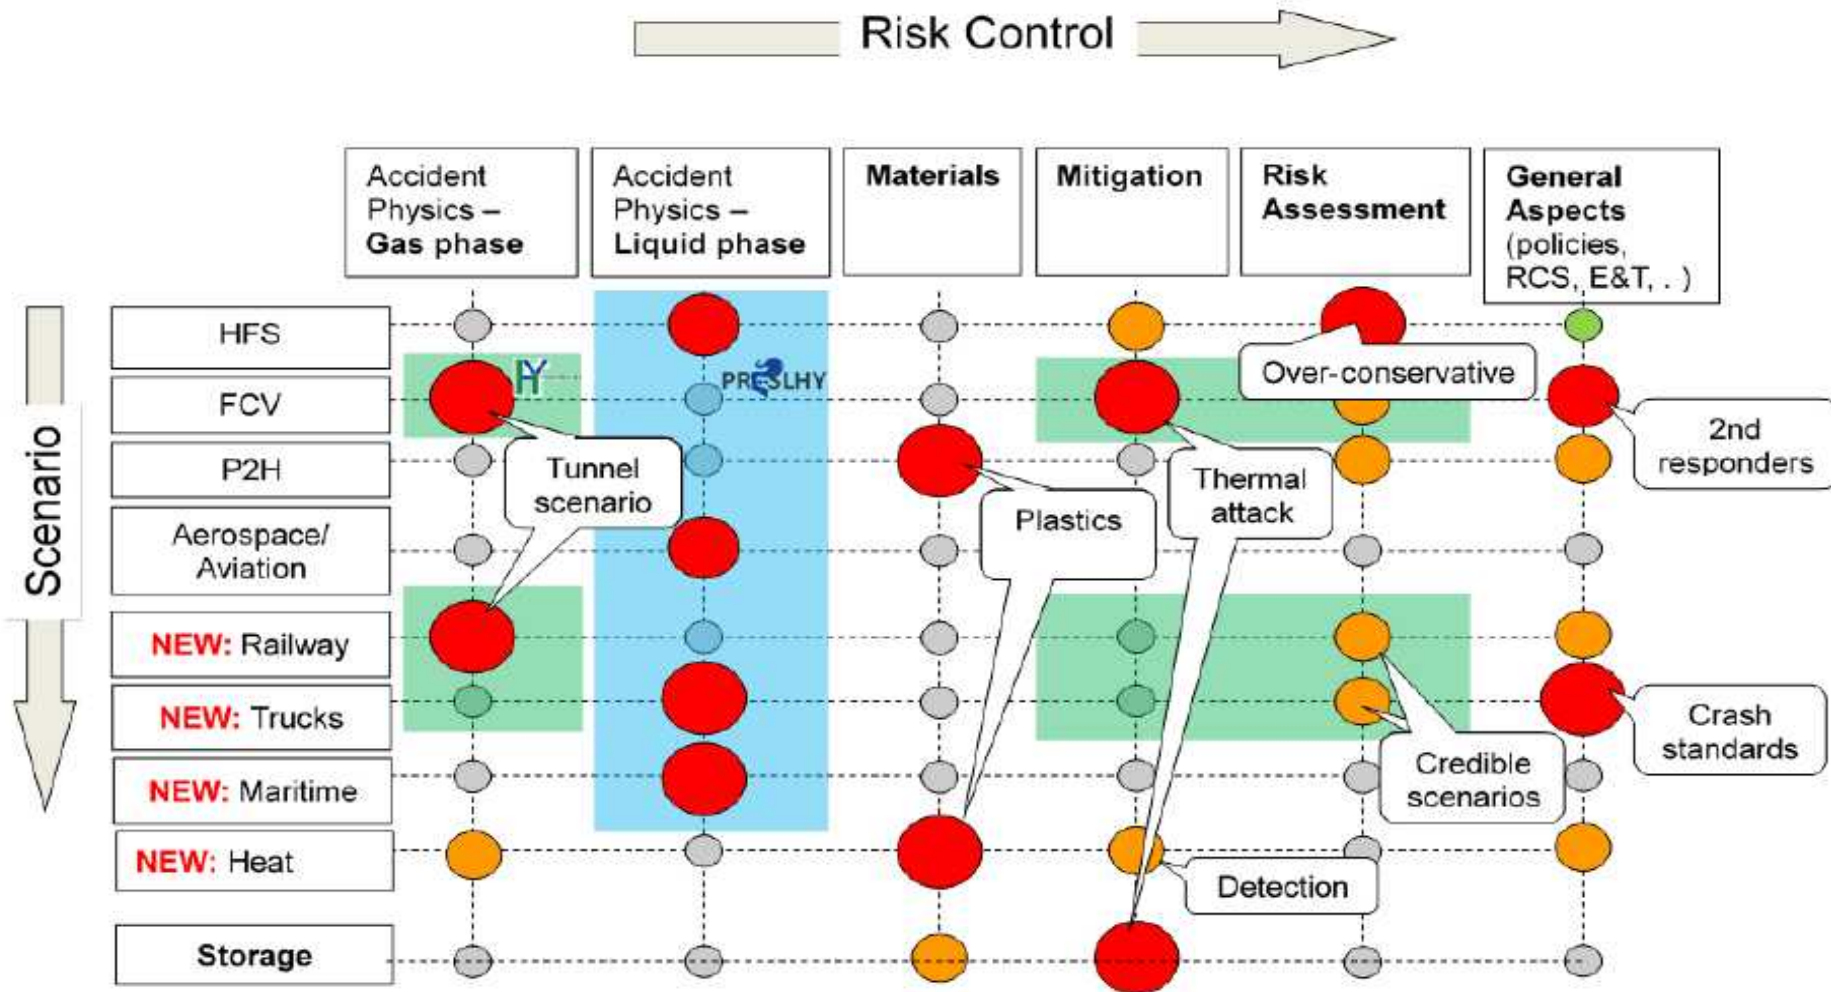 Risk Control
Scenario
Accident
Physics –
Gas phase
Accident
Physics –
Liquid phase
Materials
Mitigation
Risk
Assessment
General
Aspects
(policies,
RCS, E&T, . . )
HFS
FCV
P2H
Aerospace/
Aviation
NEW: Railway
NEW: Trucks
NEW: Maritime
NEW: Heat
Storage
HY
PRESLHY
Over-conservative
2nd
responders
Tunnel
scenario
Thermal
attack
Plastics
Crash
standards
Credible
scenarios
Detection